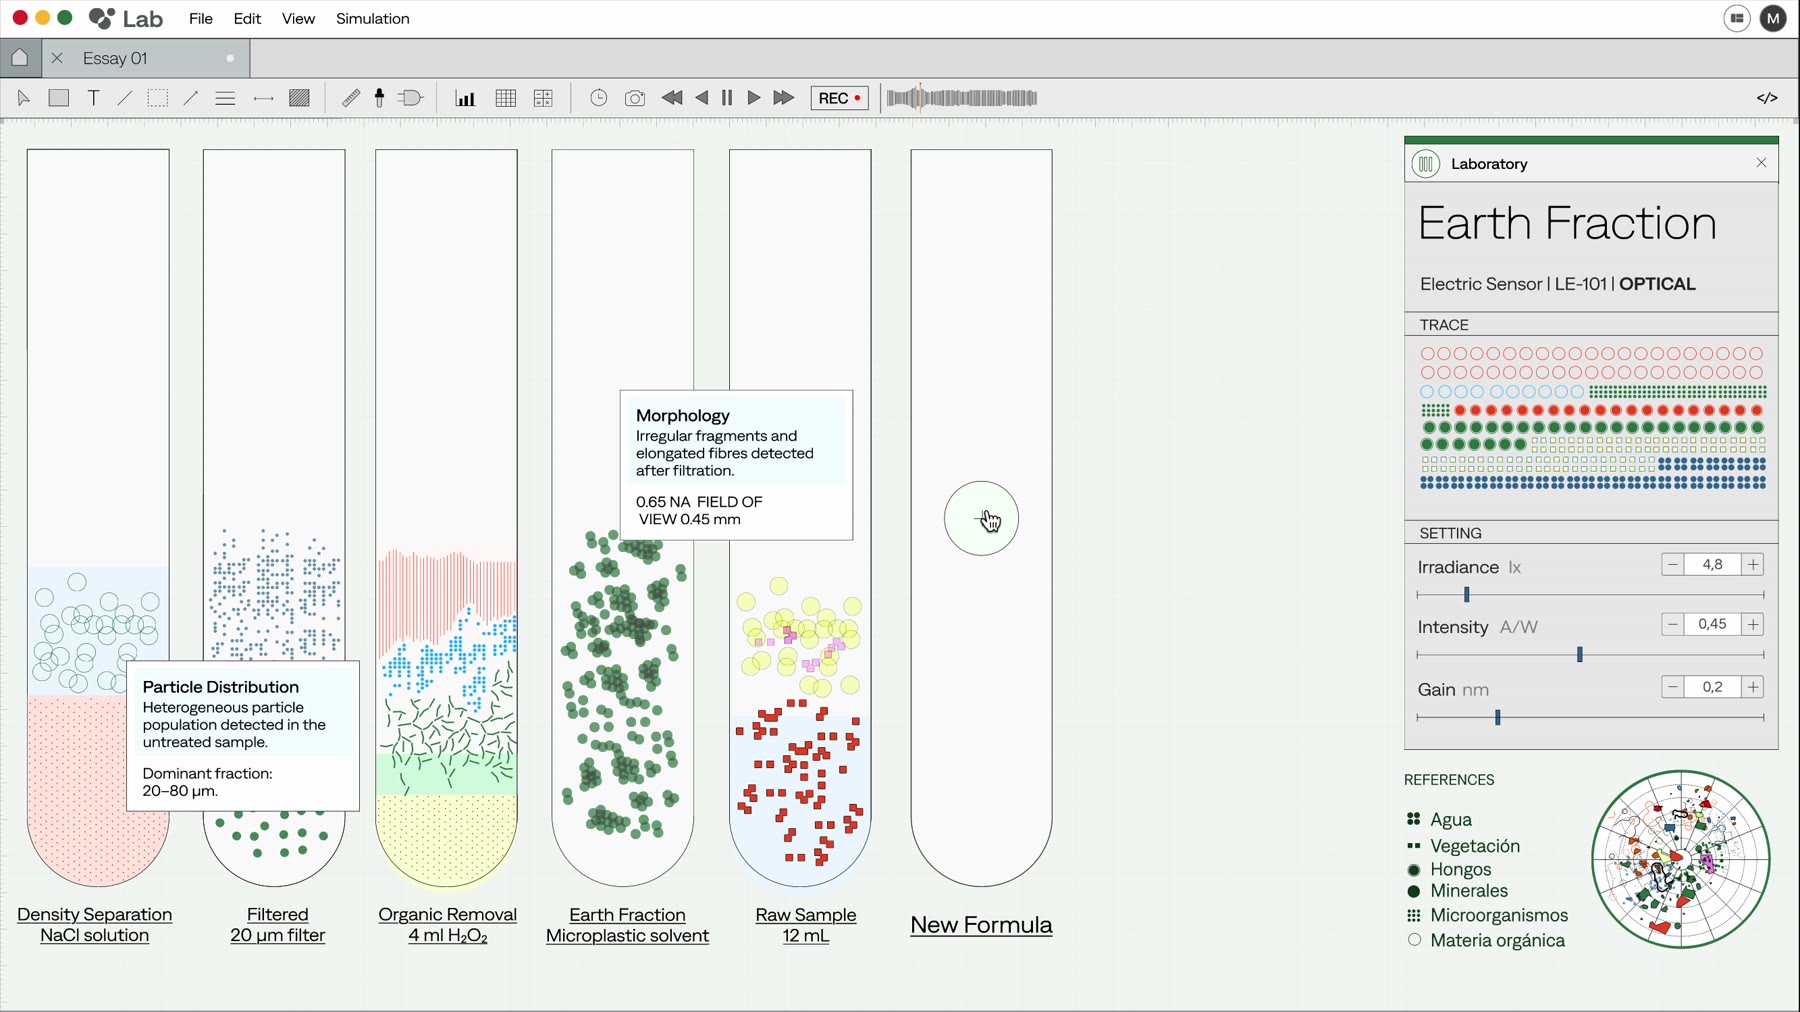 Lab File Edit View Simulation
M
Essay 01
T
REC
</>
Laboratory
Earth Fraction
Electric Sensor | LE-101 | OPTICAL
TRACE
SETTING
Irradiance lx
− 4,8 +
Intensity A/W
− 0,45 +
Gain nm
− 0,2 +
Morphology
Irregular fragments and
elongated fibres detected
after filtration.
0.65 NA FIELD OF
VIEW 0.45 mm
Particle Distribution
Heterogeneous particle
population detected in the
untreated sample.
Dominant fraction:
20–80 µm.
Density Separation
NaCl solution
Filtered
20 µm filter
Organic Removal
4 ml H₂O₂
Earth Fraction
Microplastic solvent
Raw Sample
12 mL
New Formula
REFERENCES
Agua
Vegetación
Hongos
Minerales
Microorganismos
Materia orgánica